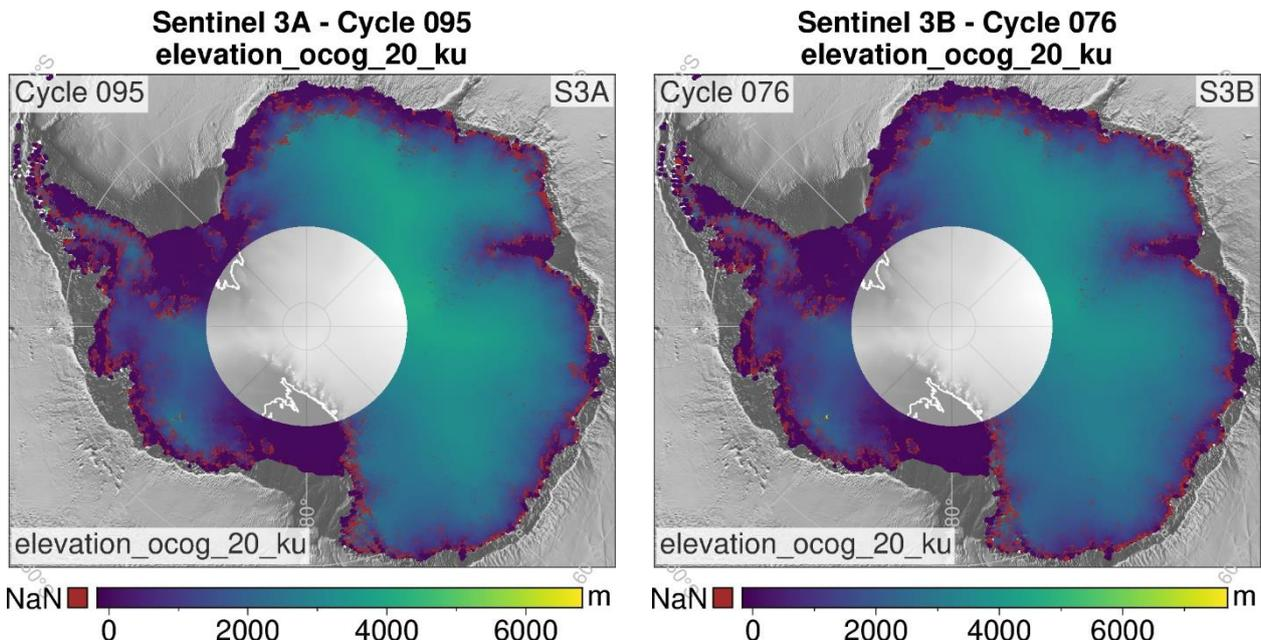 Sentinel 3A - Cycle 095
elevation_ocog_20_ku
Cycle 095
S3A
elevation_ocog_20_ku
NaN
m
0 2000 4000 6000
Sentinel 3B - Cycle 076
elevation_ocog_20_ku
Cycle 076
S3B
elevation_ocog_20_ku
NaN
m
0 2000 4000 6000